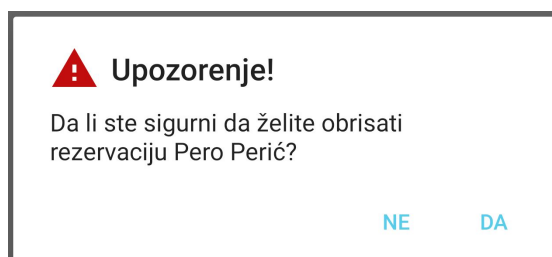 Upozorenje!
Da li ste sigurni da želite obrisati
rezervaciju Pero Perić?
NE DA